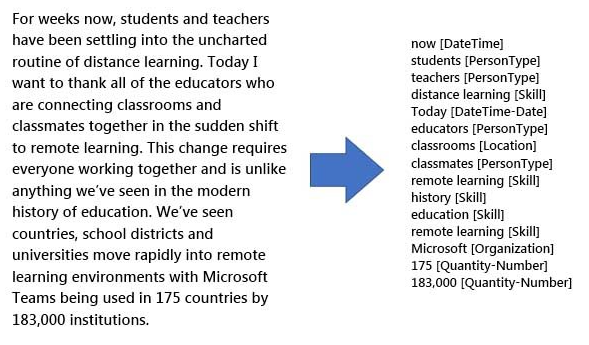 For weeks now, students and teachers
have been settling into the uncharted
routine of distance learning. Today I
want to thank all of the educators who
are connecting classrooms and
classmates together in the sudden shift
to remote learning. This change requires
everyone working together and is unlike
anything we've seen in the modern
history of education. We've seen
countries, school districts and
universities move rapidly into remote
learning environments with Microsoft
Teams being used in 175 countries by
183,000 institutions.
now [DateTime]
students [PersonType]
teachers [PersonType]
distance learning [Skill]
Today [DateTime-Date]
educators [PersonType]
classrooms [Location]
classmates [PersonType]
remote learning [Skill]
history [Skill]
education [Skill]
remote learning [Skill]
Microsoft [Organization]
175 [Quantity-Number]
183,000 [Quantity-Number]